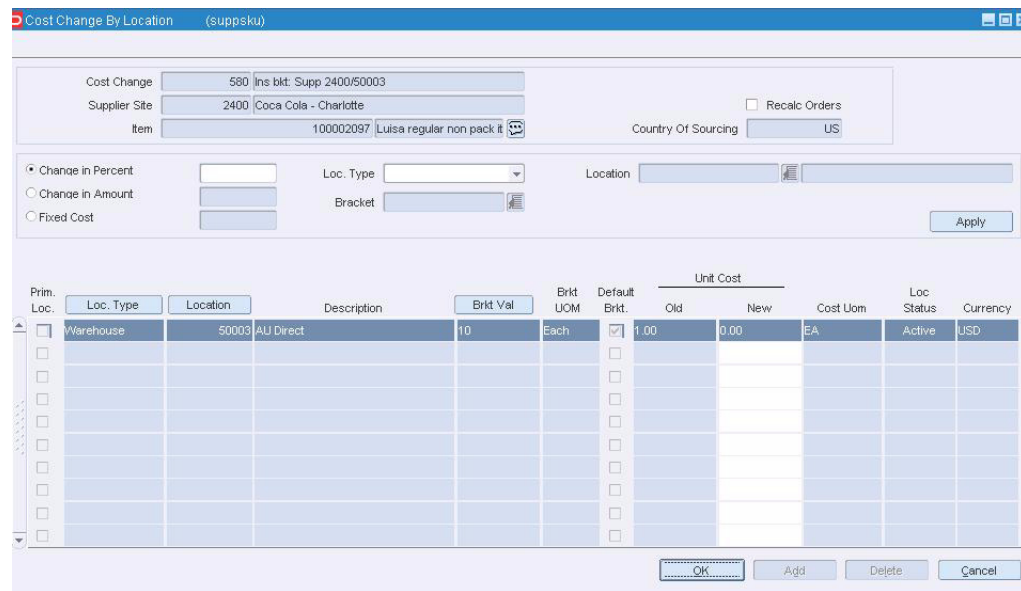 Cost Change By Location (suppsku)
Cost Change 580 Ins bkt: Supp 2400/50003
Supplier Site 2400 Coca Cola - Charlotte Recalc Orders
Item 100002097 Luisa regular non pack it Country Of Sourcing US
Change in Percent Loc. Type Location
Change in Amount Bracket
Fixed Cost Apply
Unit Cost
Prim. Loc. Loc. Type Location Description Brkt Val Brkt UOM Default Brkt. Old New Cost Uom Loc Status Currency
Warehouse 50003 AU Direct 10 Each 1.00 0.00 EA Active USD
OK Add Delete Cancel